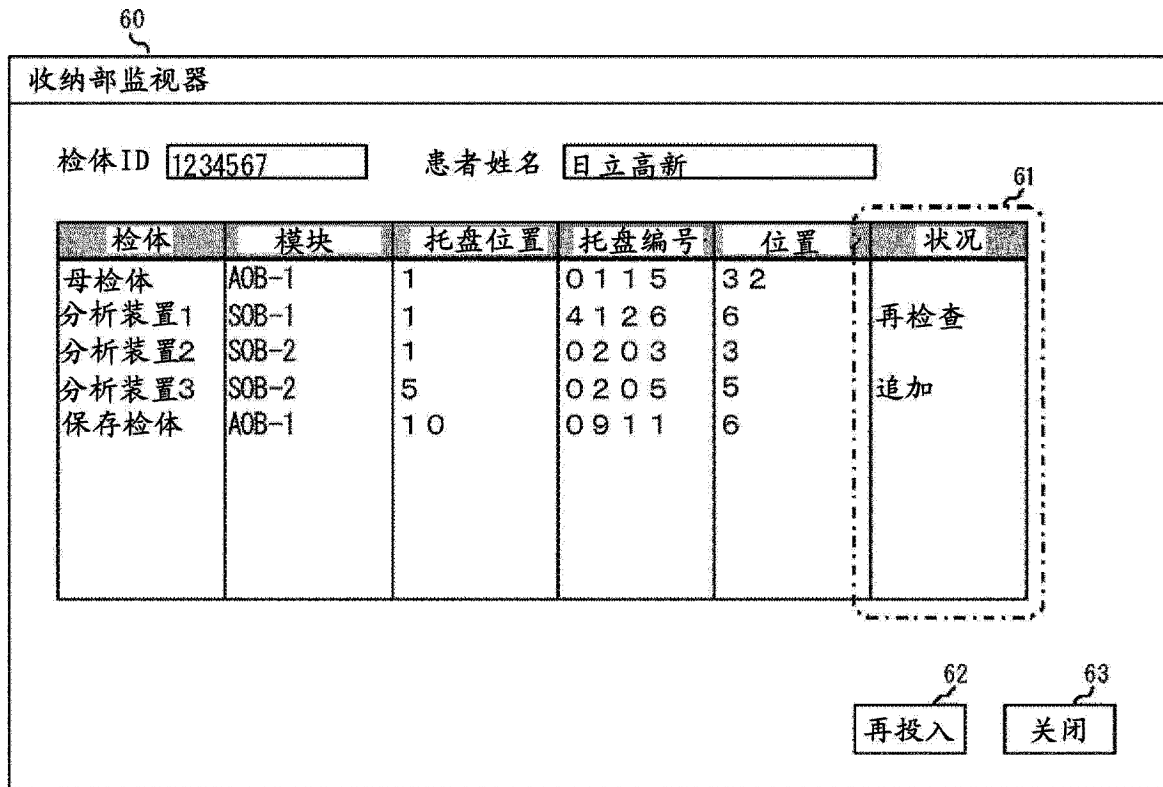 60
收纳部监视器
检体ID 1234567 患者姓名 日立高新
61
检体 模块 托盘位置 托盘编号 位置 状况
母检体 AOB-1 1 0115 32
分析装置1 SOB-1 1 4126 6 再检查
分析装置2 SOB-2 1 0203 3
分析装置3 SOB-2 5 0205 5 追加
保存检体 AOB-1 10 0911 6
62 63
再投入 关闭